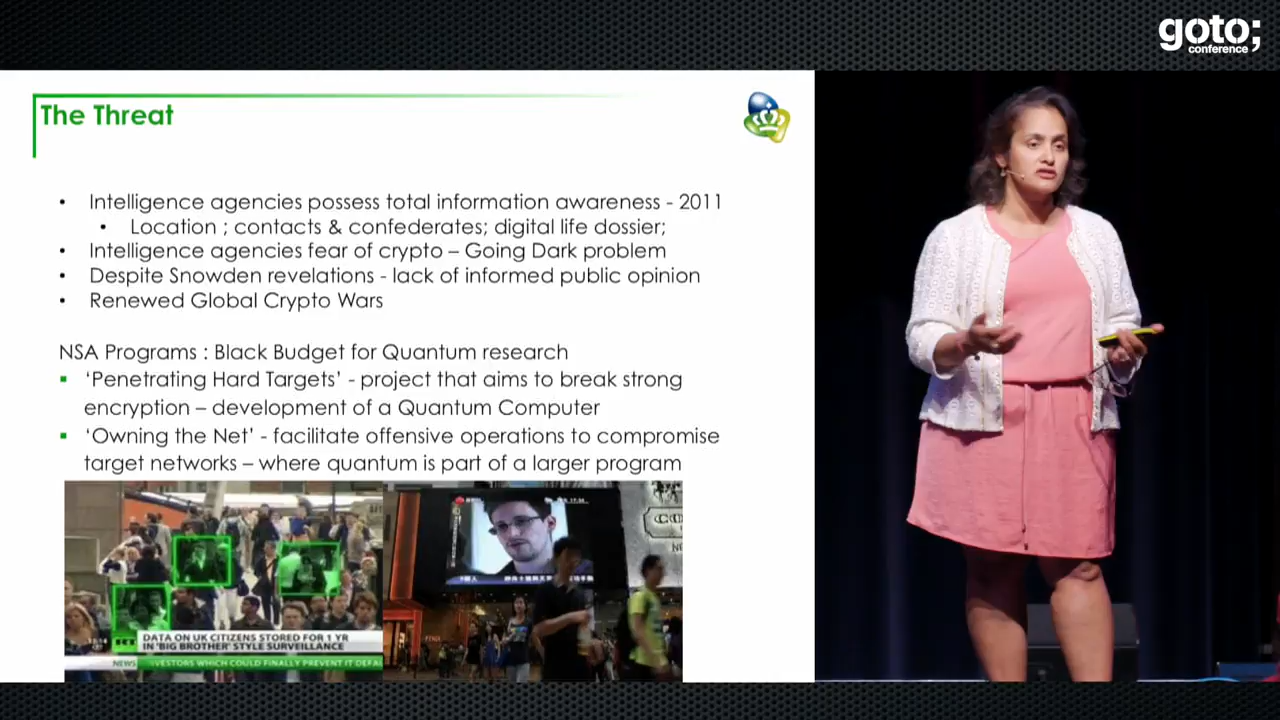 goto;
conference
The Threat
• Intelligence agencies possess total information awareness - 2011
• Location ; contacts & confederates; digital life dossier;
• Intelligence agencies fear of crypto – Going Dark problem
• Despite Snowden revelations - lack of informed public opinion
• Renewed Global Crypto Wars
NSA Programs : Black Budget for Quantum research
▪ ‘Penetrating Hard Targets’ - project that aims to break strong
encryption – development of a Quantum Computer
▪ ‘Owning the Net’ - facilitate offensive operations to compromise
target networks – where quantum is part of a larger program
RT
DATA ON UK CITIZENS STORED FOR 1 YR
IN 'BIG BROTHER' STYLE SURVEILLANCE
NEWS